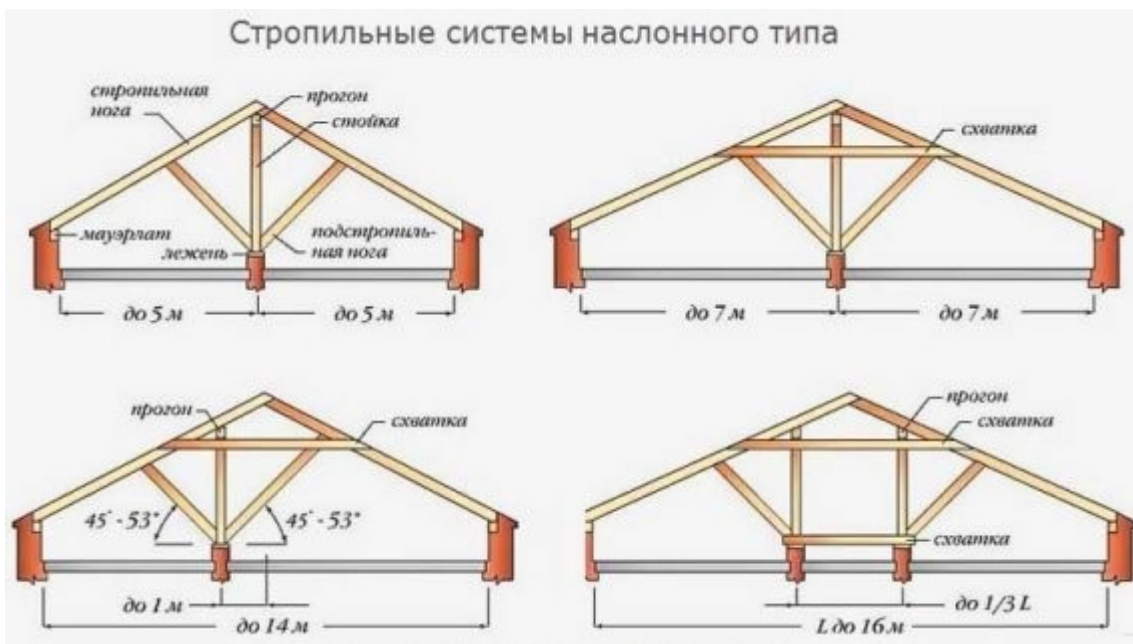 Стропильные системы наслонного типа
стропильная
нога
прогон
стойка
мауэрлат
лежень
подстропиль-
ная нога
до 5 м
до 5 м
схватка
до 7 м
до 7 м
прогон
схватка
45° - 53°
45° - 53°
до 1 м
до 14 м
прогон
схватка
схватка
до 1/3 L
L до 16 м